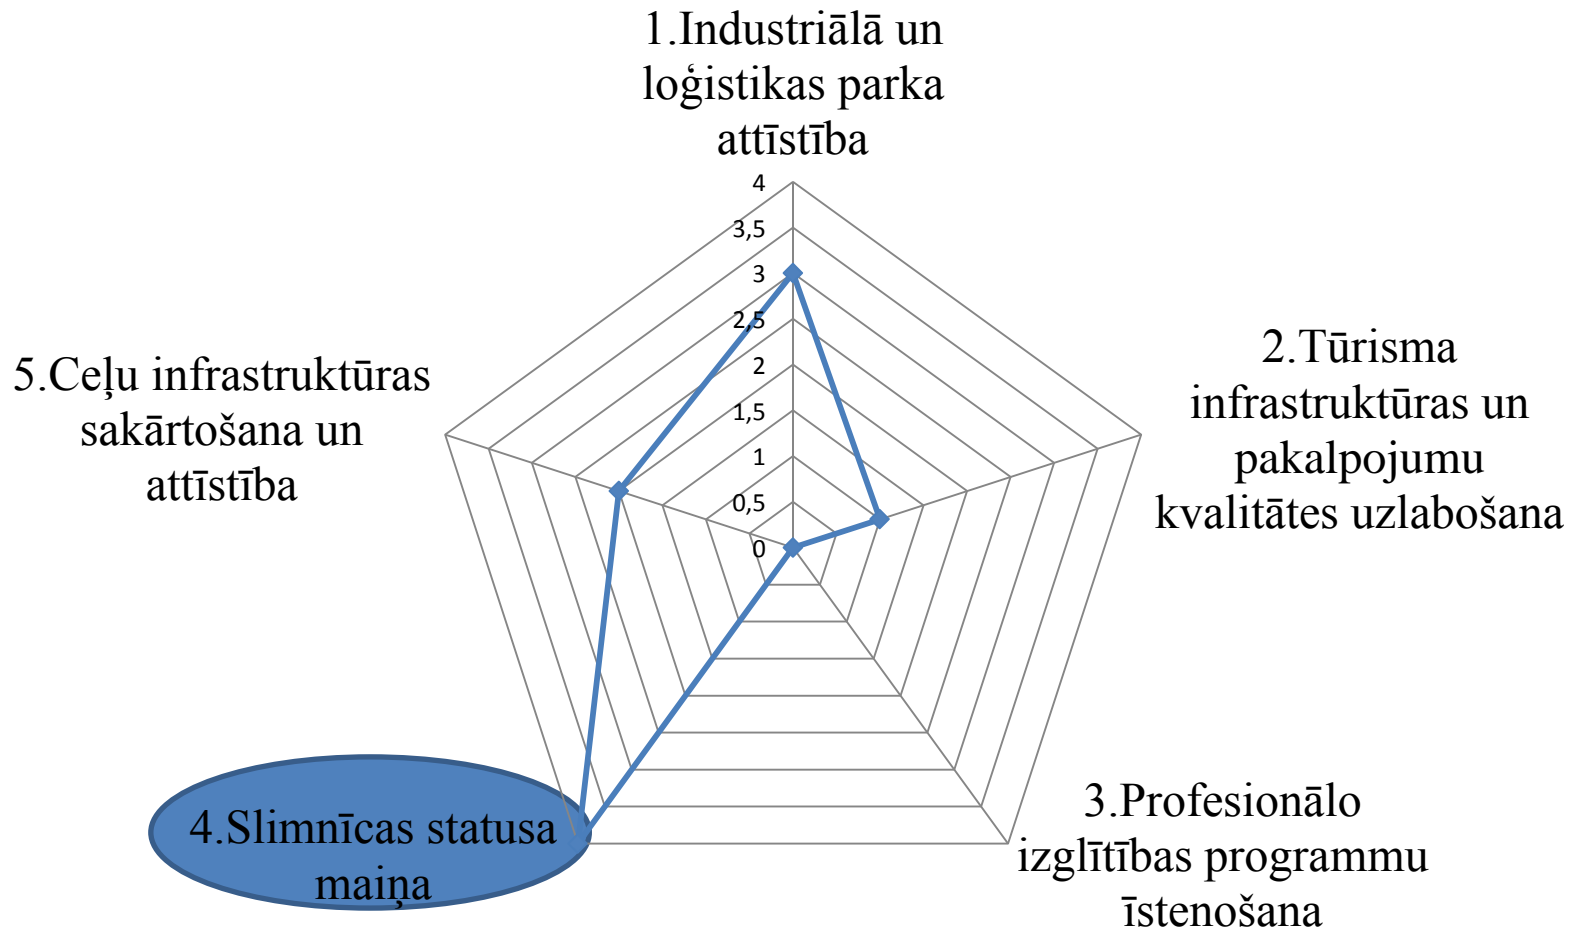 1.Industriālā un
loģistikas parka
attīstība
4
3,5
3
2,5
2
1,5
1
0,5
0
2.Tūrisma
infrastruktūras un
pakalpojumu
kvalitātes uzlabošana
3.Profesionālo
izglītības programmu
īstenošana
4.Slimnīcas statusa
maiņa
5.Ceļu infrastruktūras
sakārtošana un
attīstība